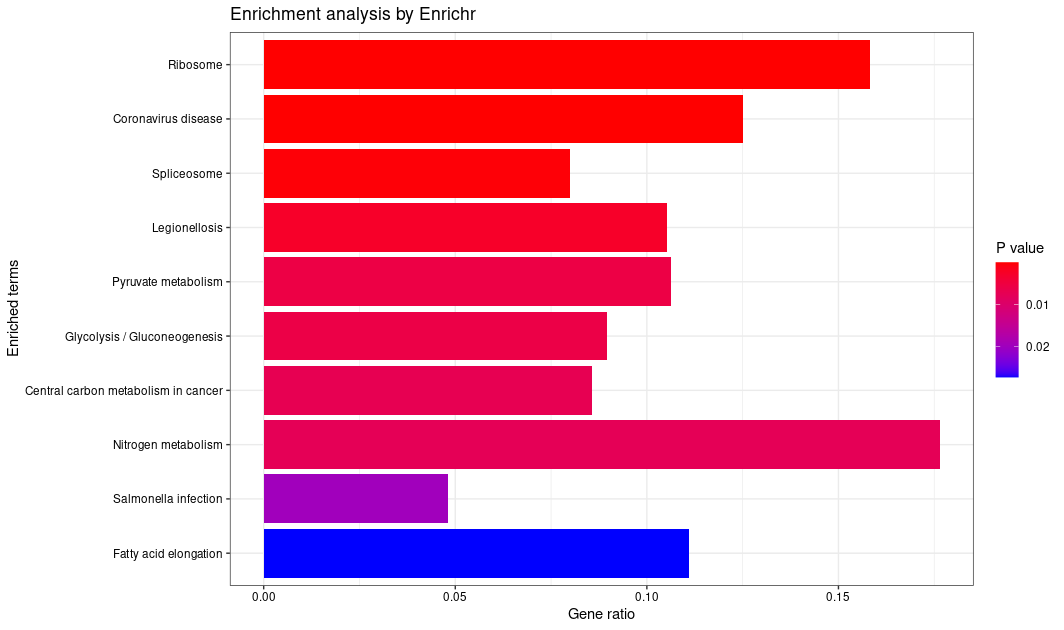 Enrichment analysis by Enrichr
Enriched terms
Ribosome
Coronavirus disease
Spliceosome
Legionellosis
Pyruvate metabolism
Glycolysis / Gluconeogenesis
Central carbon metabolism in cancer
Nitrogen metabolism
Salmonella infection
Fatty acid elongation
0.00 0.05 0.10 0.15
Gene ratio
P value
0.01
0.02